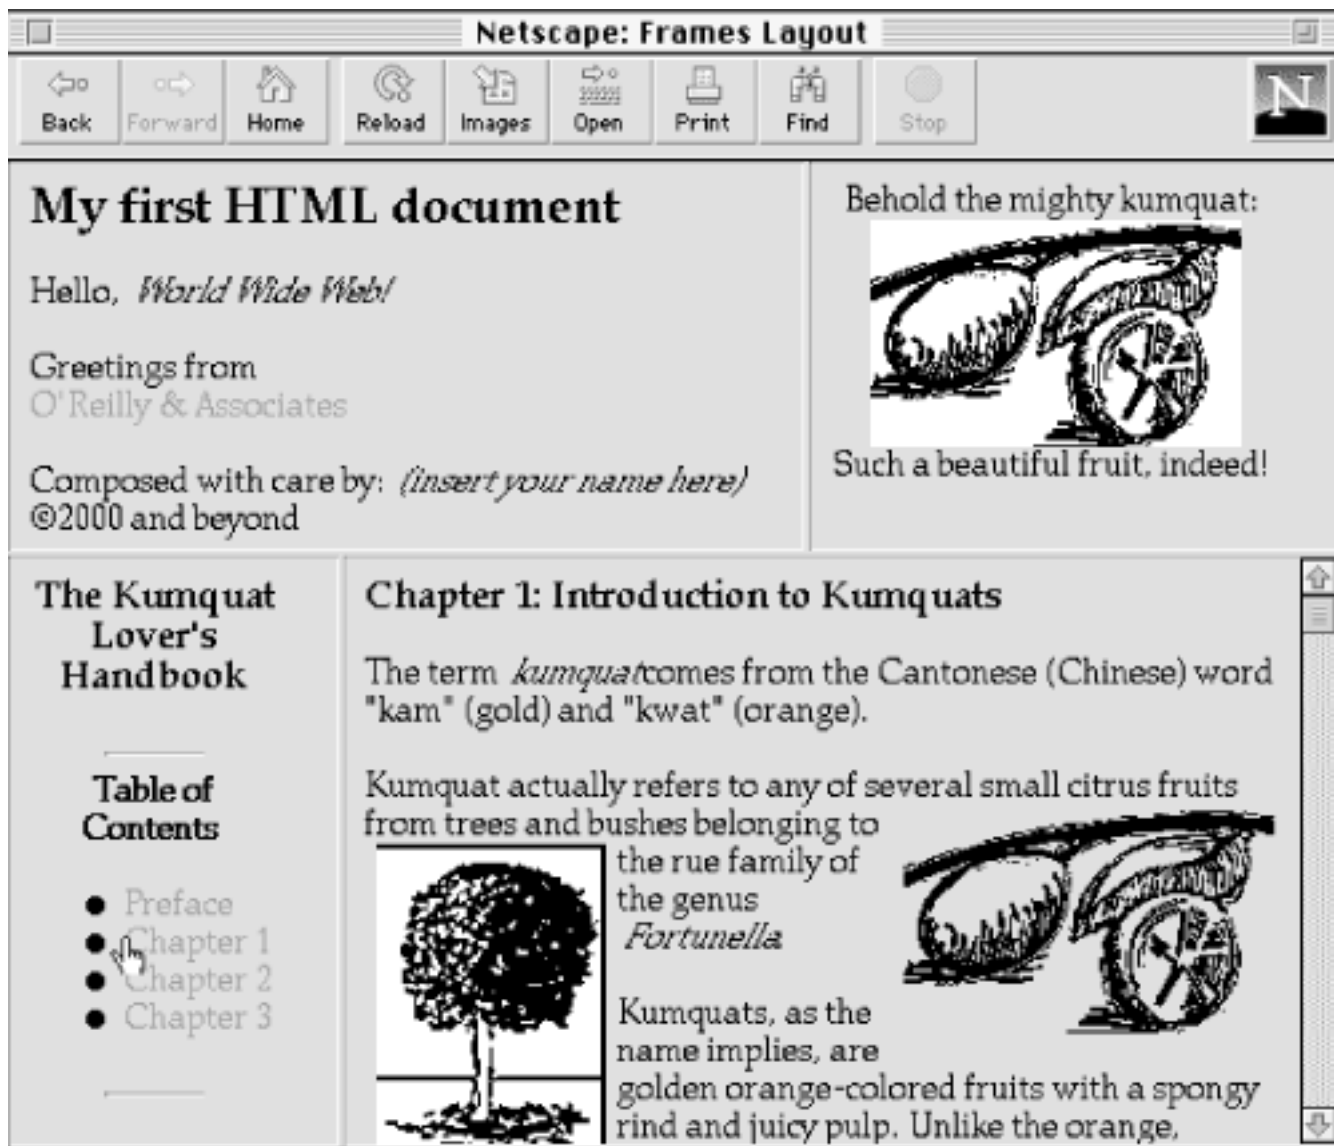 Netscape: Frames Layout
Back Forward Home Reload Images Open Print Find Stop
N
My first HTML document
Hello, World Wide Web!
Greetings from
O'Reilly & Associates
Composed with care by: (insert your name here)
©2000 and beyond
Behold the mighty kumquat:
Such a beautiful fruit, indeed!
The Kumquat
Lover's
Handbook
Table of
Contents
Preface
Chapter 1
Chapter 2
Chapter 3
Chapter 1: Introduction to Kumquats
The term kumquat comes from the Cantonese (Chinese) word
"kam" (gold) and "kwat" (orange).
Kumquat actually refers to any of several small citrus fruits
from trees and bushes belonging to
the rue family of
the genus
Fortunella
Kumquats, as the
name implies, are
golden orange-colored fruits with a spongy
rind and juicy pulp. Unlike the orange,